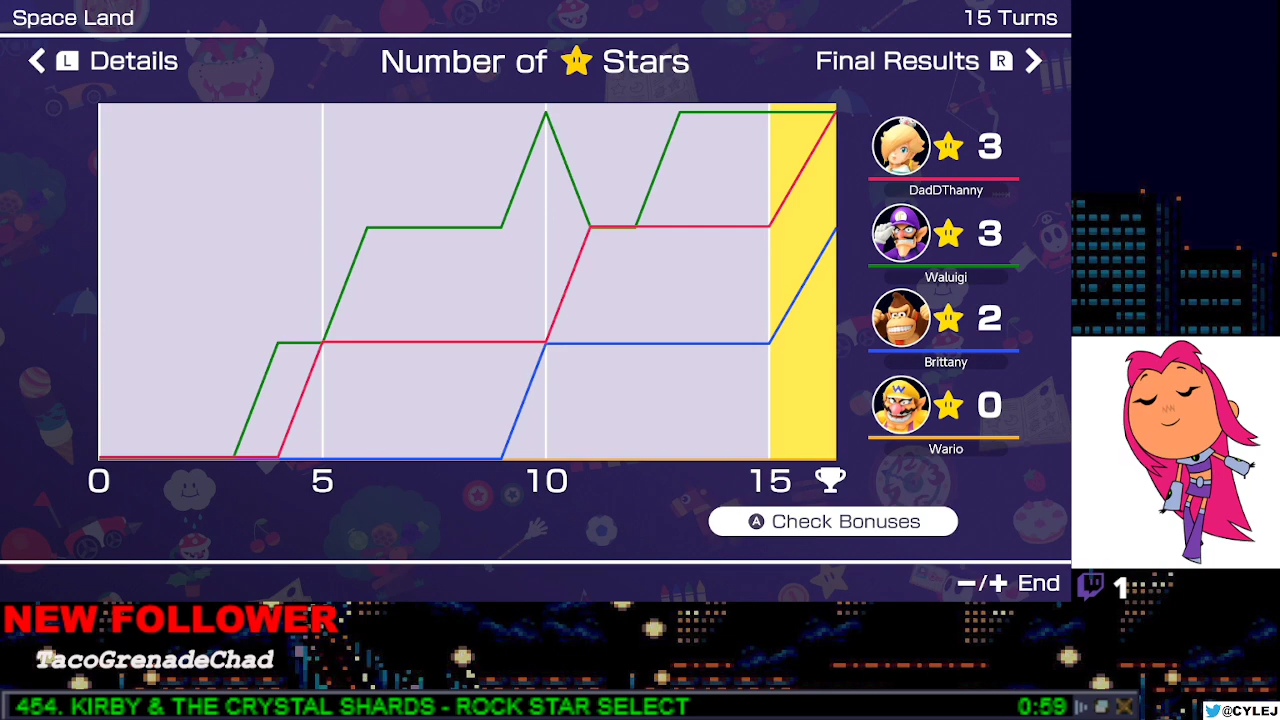 Space Land
15 Turns
L Details
Number of Stars
Final Results R
3
DadDThanny
3
Waluigi
2
Brittany
0
Wario
0 5 10 15
A Check Bonuses
−/+ End
1
NEW FOLLOWER
TacoGrenadeChad
454. KIRBY & THE CRYSTAL SHARDS - ROCK STAR SELECT
0:59
@CYLEJ